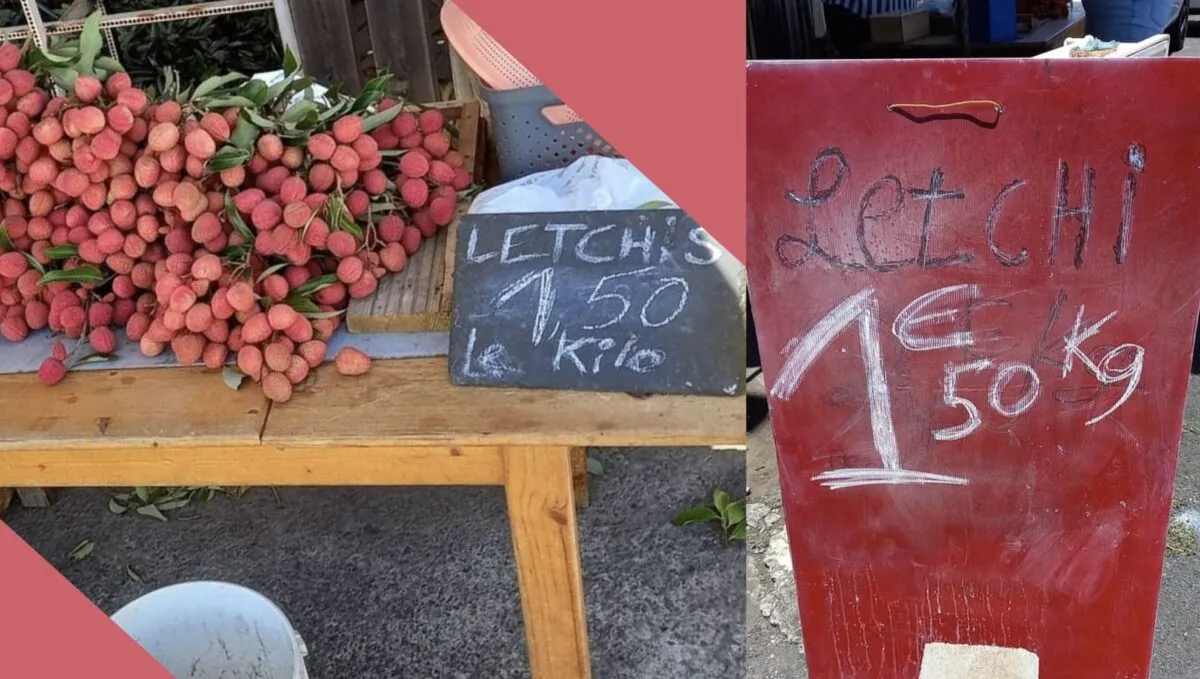 LETCHIS
1,50
Le Kilo
Letchi
1€50 Kg